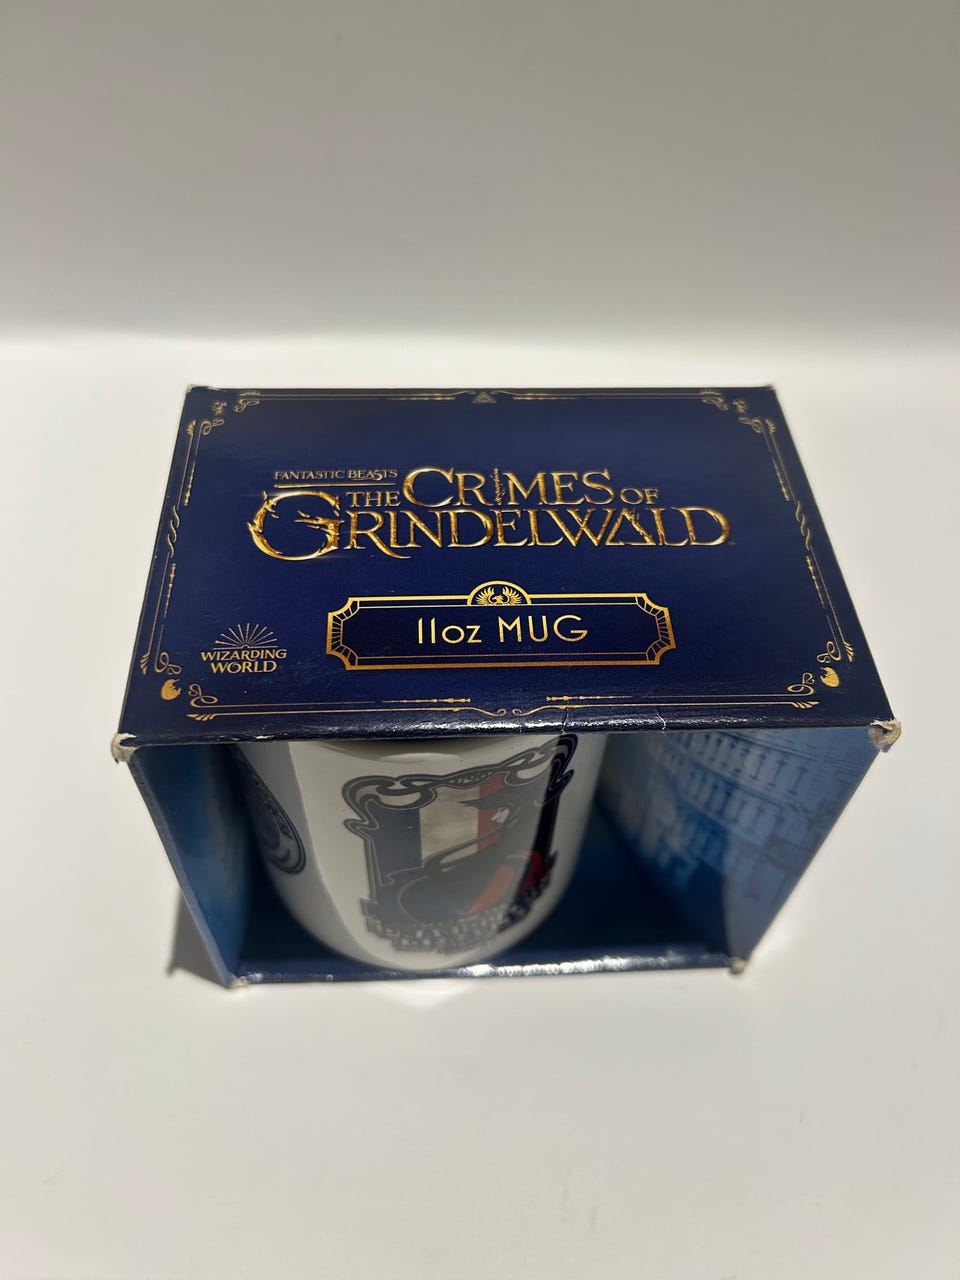 FANTASTIC BEASTS
THE CRIMES OF
GRINDELWALD
11oz MUG
WIZARDING
WORLD